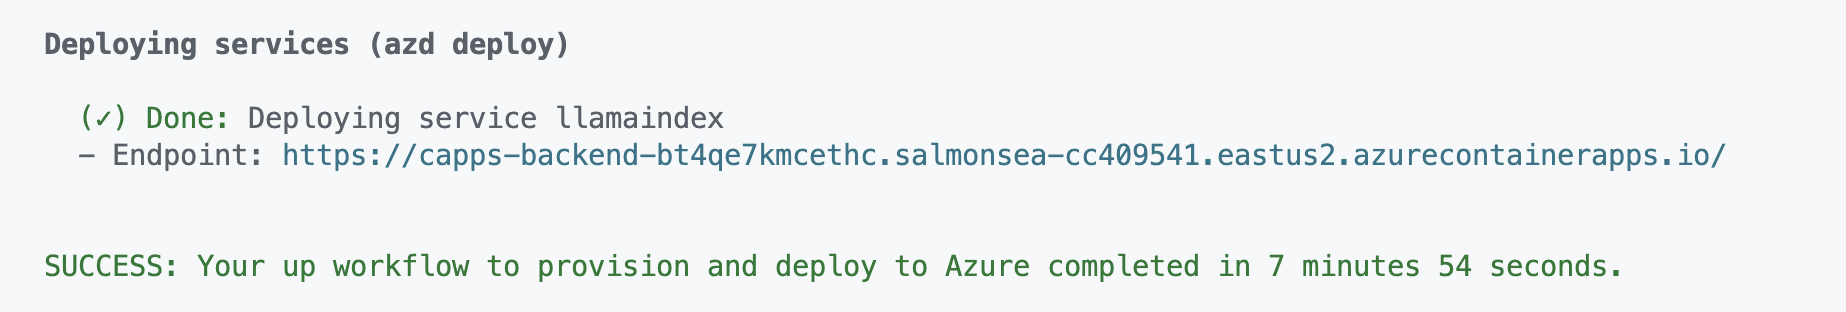 Deploying services (azd deploy)
(✓) Done: Deploying service llamaindex
- Endpoint: https://capps-backend-bt4qe7kmcethc.salmonsea-cc409541.eastus2.azurecontainerapps.io/
SUCCESS: Your up workflow to provision and deploy to Azure completed in 7 minutes 54 seconds.